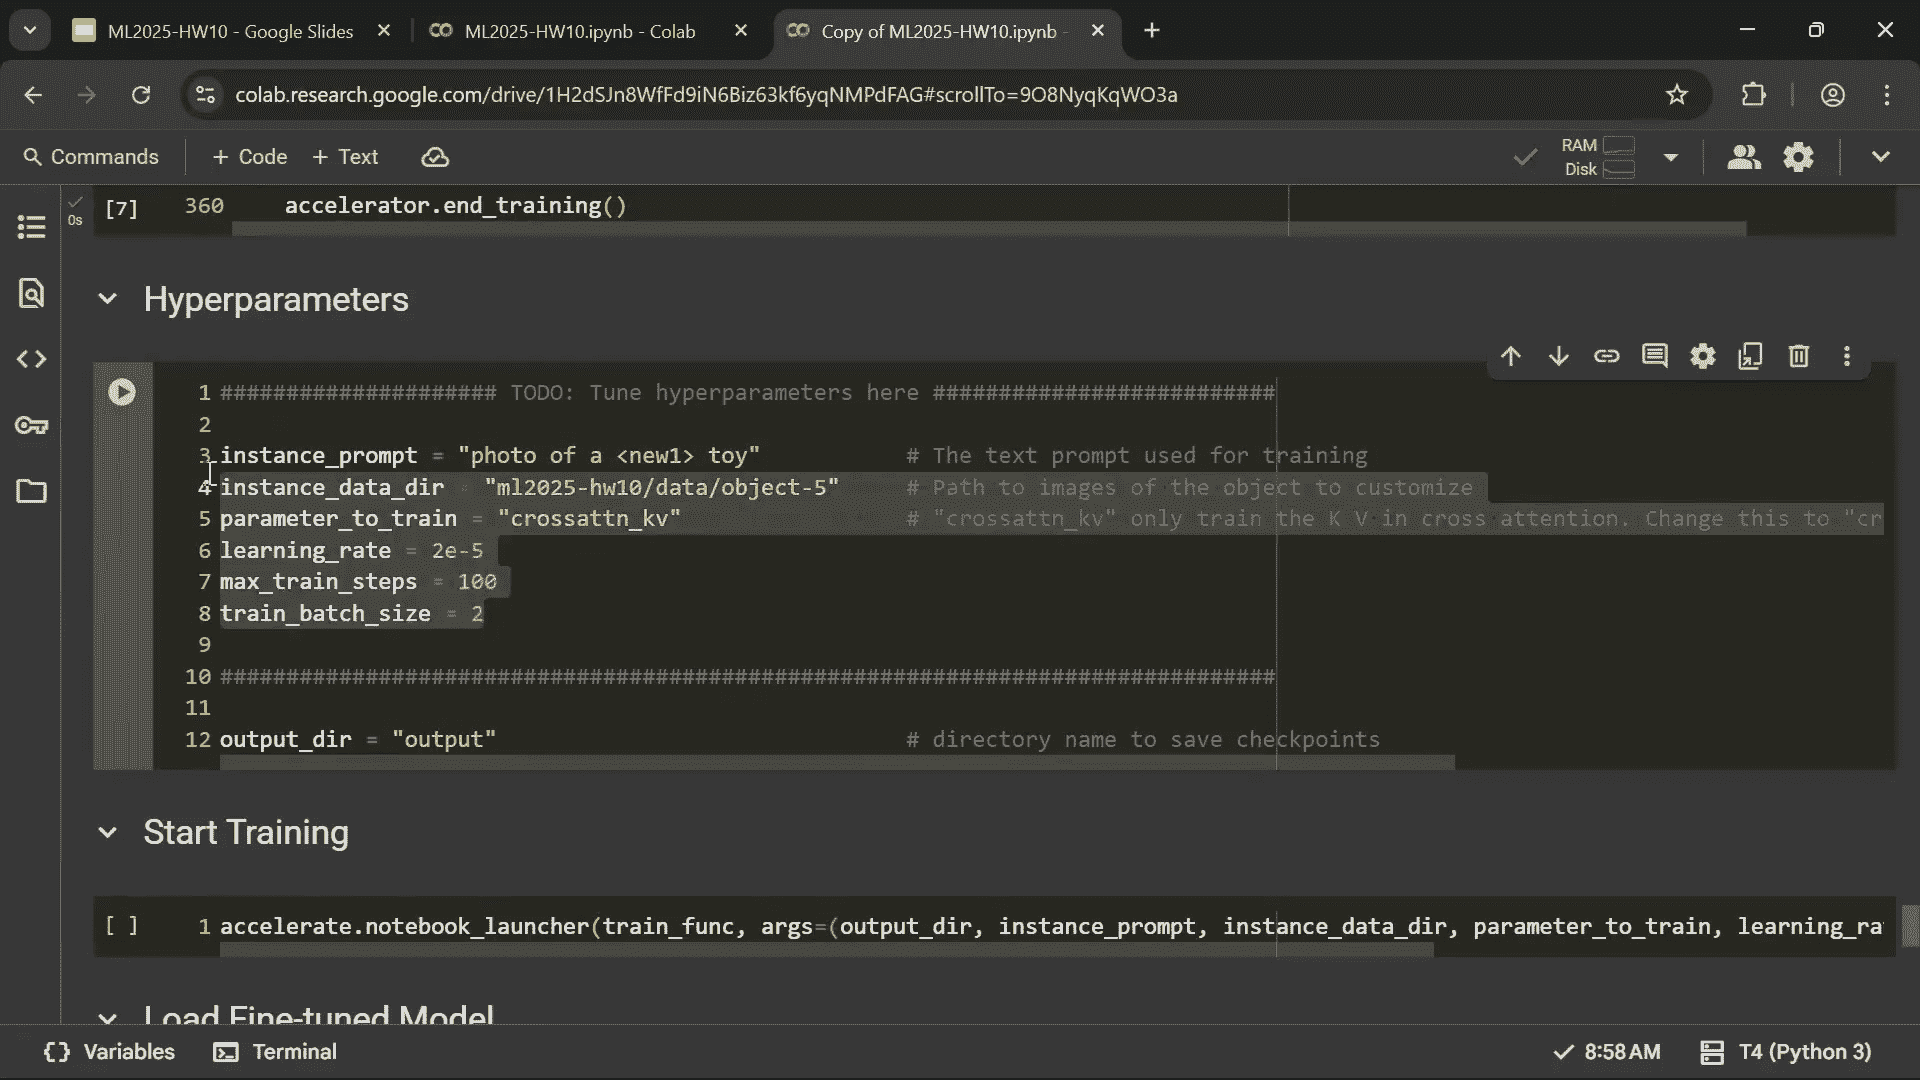 ML2025-HW10 - Google Slides
ML2025-HW10.ipynb - Colab
Copy of ML2025-HW10.ipynb -
colab.research.google.com/drive/1H2dSJn8WfFd9iN6Biz63kf6yqNMPdFAG#scrollTo=9O8NyqKqWO3a
Commands
+ Code
+ Text
RAM
Disk
0s
[7]
360 accelerator.end_training()
Hyperparameters
1 ##################### TODO: Tune hyperparameters here ##########################
2
3 instance_prompt = "photo of a <new1> toy" # The text prompt used for training
4 instance_data_dir = "ml2025-hw10/data/object-5" # Path to images of the object to customize
5 parameter_to_train = "crossattn_kv" # "crossattn_kv" only train the K V in cross attention. Change this to "cr
6 learning_rate = 2e-5
7 max_train_steps = 100
8 train_batch_size = 2
9
10 ################################################################################
11
12 output_dir = "output" # directory name to save checkpoints
Start Training
[ ]
1 accelerate.notebook_launcher(train_func, args=(output_dir, instance_prompt, instance_data_dir, parameter_to_train, learning_ra
Load Fine-tuned Model
Variables
Terminal
8:58 AM
T4 (Python 3)